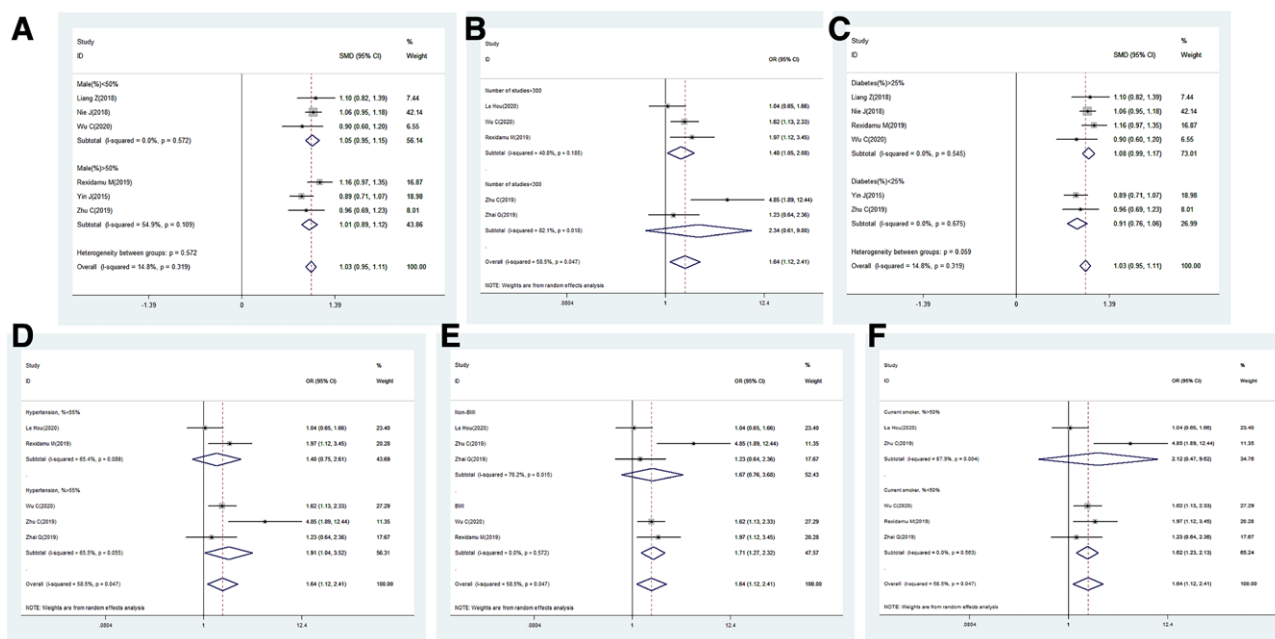 A
Study %
ID SMD (95% CI) Weight
Male(%)<50%
Liang Z(2018) 1.10 (0.82, 1.39) 7.44
Nie J(2018) 1.06 (0.95, 1.18) 42.14
Wu C(2020) 0.90 (0.60, 1.20) 6.55
Subtotal (I-squared = 0.0%, p = 0.572) 1.05 (0.95, 1.15) 56.14
Male(%)>50%
Rexidamu M(2019) 1.16 (0.97, 1.35) 16.87
Yin J(2015) 0.89 (0.71, 1.07) 18.98
Zhu C(2019) 0.96 (0.69, 1.23) 8.01
Subtotal (I-squared = 54.9%, p = 0.109) 1.01 (0.89, 1.12) 43.86
Heterogeneity between groups: p = 0.572
Overall (I-squared = 14.8%, p = 0.319) 1.03 (0.95, 1.11) 100.00
-1.39 0 1.39
B
Study
ID OR (95% CI)
Number of studies>300
Le Hou(2020) 1.04 (0.65, 1.66)
Wu C(2020) 1.62 (1.13, 2.33)
Rexidamu M(2019) 1.97 (1.12, 3.45)
Subtotal (I-squared = 40.8%, p = 0.185)
Number of studies<300
Zhu C(2019) 4.85 (1.89, 12.44)
Zhai Q(2019) 1.23 (0.64, 2.36)
Subtotal (I-squared = 82.1%, p = 0.018) 2.34 (0.61, 9.00)
Overall (I-squared = 58.5%, p = 0.047) 1.64 (1.12, 2.41)
NOTE: Weights are from random effects analysis
.0804 1 12.4
C
Study %
ID SMD (95% CI) Weight
Diabetes(%)>25%
Liang Z(2018) 1.10 (0.82, 1.39) 7.44
Nie J(2018) 1.06 (0.95, 1.18) 42.14
Rexidamu M(2019) 1.16 (0.97, 1.35) 16.87
Wu C(2020) 0.90 (0.60, 1.20) 6.55
Subtotal (I-squared = 0.0%, p = 0.545) 1.08 (0.99, 1.17) 73.01
Diabetes(%)<25%
Yin J(2015) 0.89 (0.71, 1.07) 18.98
Zhu C(2019) 0.96 (0.69, 1.23) 8.01
Subtotal (I-squared = 0.0%, p = 0.675) 0.91 (0.76, 1.06) 26.99
Heterogeneity between groups: p = 0.059
Overall (I-squared = 14.8%, p = 0.319) 1.03 (0.95, 1.11) 100.00
-1.39 0 1.39
D
Study %
ID OR (95% CI) Weight
Le Hou(2020) 1.04 (0.65, 1.66) 23.40
Rexidamu M(2019) 1.97 (1.12, 3.45) 20.28
Subtotal (I-squared = 65.4%, p = 0.089) 1.40 (0.75, 2.61) 43.69
Wu C(2020) 1.62 (1.13, 2.33) 27.29
Zhu C(2019) 4.85 (1.89, 12.44) 11.35
Zhai Q(2019) 1.23 (0.64, 2.36) 17.67
Subtotal (I-squared = 65.5%, p = 0.055) 1.91 (1.04, 3.52) 56.31
Overall (I-squared = 58.5%, p = 0.047) 1.64 (1.12, 2.41) 100.00
NOTE: Weights are from random effects analysis
.0804 1 12.4
E
Study %
ID OR (95% CI) Weight
Non-BMI
Le Hou(2020) 1.04 (0.65, 1.66) 23.40
Zhu C(2019) 4.85 (1.89, 12.44) 11.35
Zhai Q(2019) 1.23 (0.64, 2.36) 17.67
Subtotal (I-squared = 76.2%, p = 0.015) 1.67 (0.76, 3.68) 52.43
BMI
Wu C(2020) 1.62 (1.13, 2.33) 27.29
Rexidamu M(2019) 1.97 (1.12, 3.45) 20.28
Subtotal (I-squared = 0.0%, p = 0.572) 1.71 (1.27, 2.32) 47.57
Overall (I-squared = 58.5%, p = 0.047) 1.64 (1.12, 2.41) 100.00
NOTE: Weights are from random effects analysis
.0804 1 12.4
F
Study %
ID OR (95% CI) Weight
Current smoker, %>50%
Le Hou(2020) 1.04 (0.65, 1.66) 23.40
Zhu C(2019) 4.85 (1.89, 12.44) 11.35
Subtotal (I-squared = 87.9%, p = 0.004) 34.76
Current smoker, %<50%
Wu C(2020) 1.62 (1.13, 2.33) 27.29
Rexidamu M(2019) 1.97 (1.12, 3.45) 20.28
Zhai Q(2019) 1.23 (0.64, 2.36) 17.67
Subtotal (I-squared = 0.0%, p = 0.563) 1.62 (1.23, 2.13) 65.24
Overall (I-squared = 58.5%, p = 0.047) 1.64 (1.12, 2.41) 100.00
NOTE: Weights are from random effects analysis
.0804 1 12.4